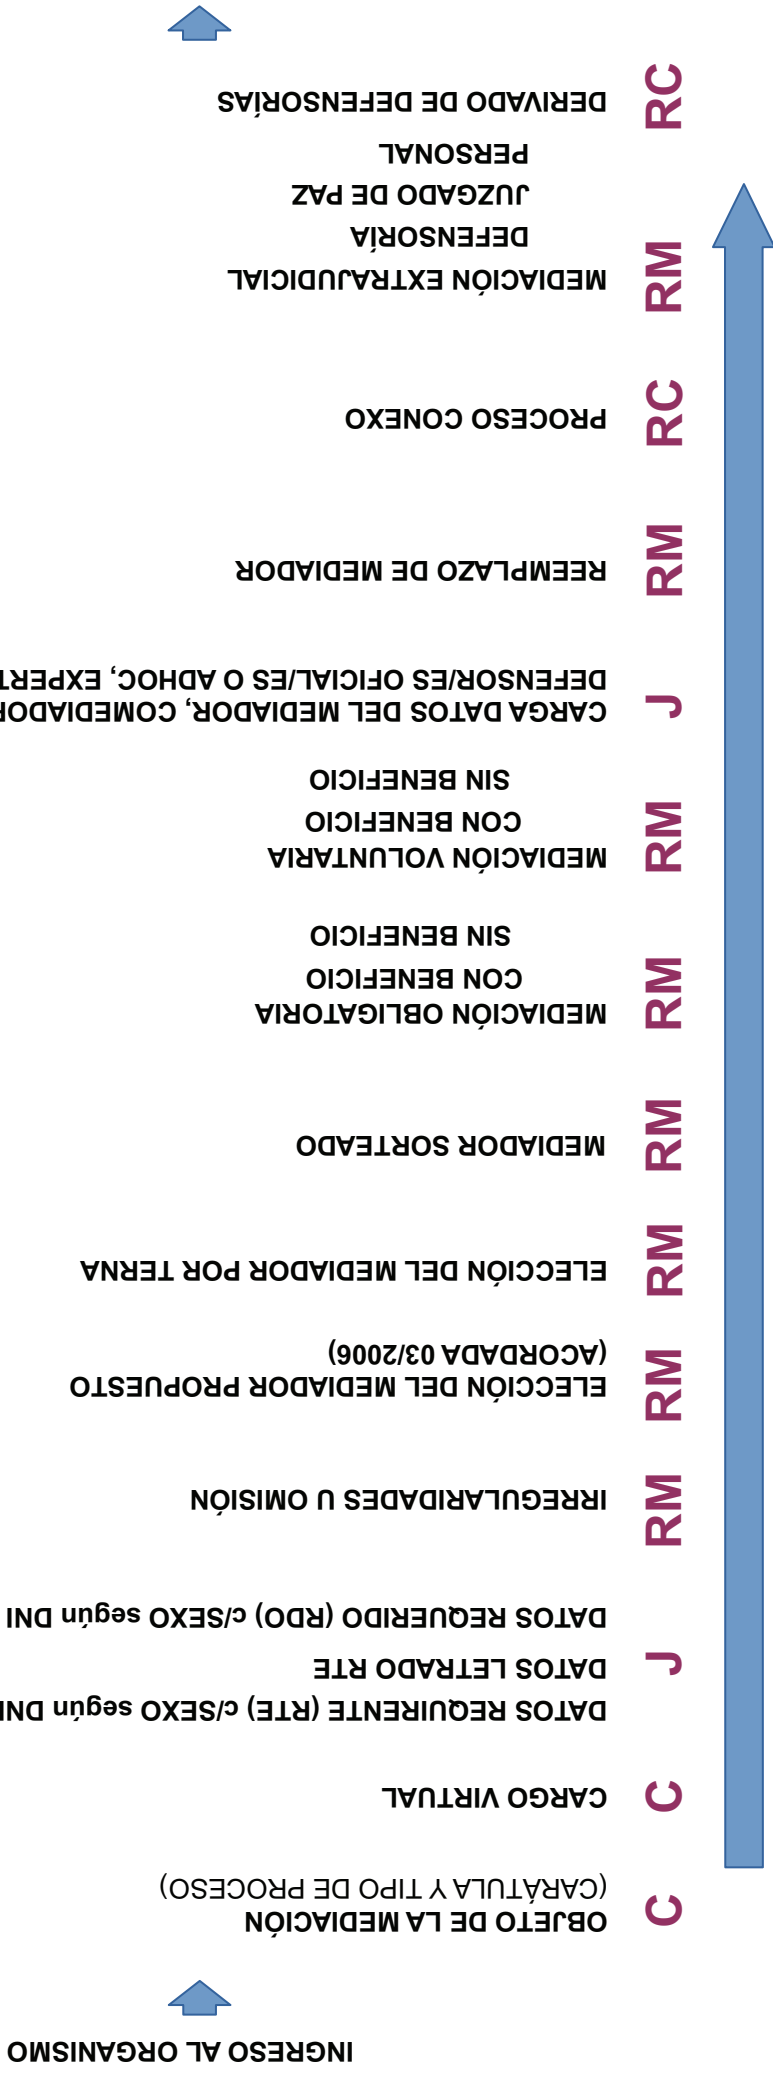 INGRESO AL ORGANISMO
C
OBJETO DE LA MEDIACIÓN
(CARÁTULA Y TIPO DE PROCESO)
C
CARGO VIRTUAL
J
DATOS REQUIRENTE (RTE) c/SEXO según DNI
DATOS LETRADO RTE
DATOS REQUERIDO (RDO) c/SEXO según DNI
RM
IRREGULARIDADES U OMISIÓN
RM
ELECCIÓN DEL MEDIADOR PROPUESTO
(ACORDADA 03/2006)
RM
ELECCIÓN DEL MEDIADOR POR TERNA
RM
MEDIADOR SORTEADO
RM
MEDIACIÓN OBLIGATORIA
CON BENEFICIO
SIN BENEFICIO
RM
MEDIACIÓN VOLUNTARIA
CON BENEFICIO
SIN BENEFICIO
J
CARGA DATOS DEL MEDIADOR, COMEDIADOR
DEFENSOR/ES OFICIAL/ES O ADHOC, EXPERT
RM
REEMPLAZO DE MEDIADOR
RC
PROCESO CONEXO
RM
MEDIACIÓN EXTRAJUDICIAL
DEFENSORÍA
JUZGADO DE PAZ
PERSONAL
RC
DERIVADO DE DEFENSORÍAS